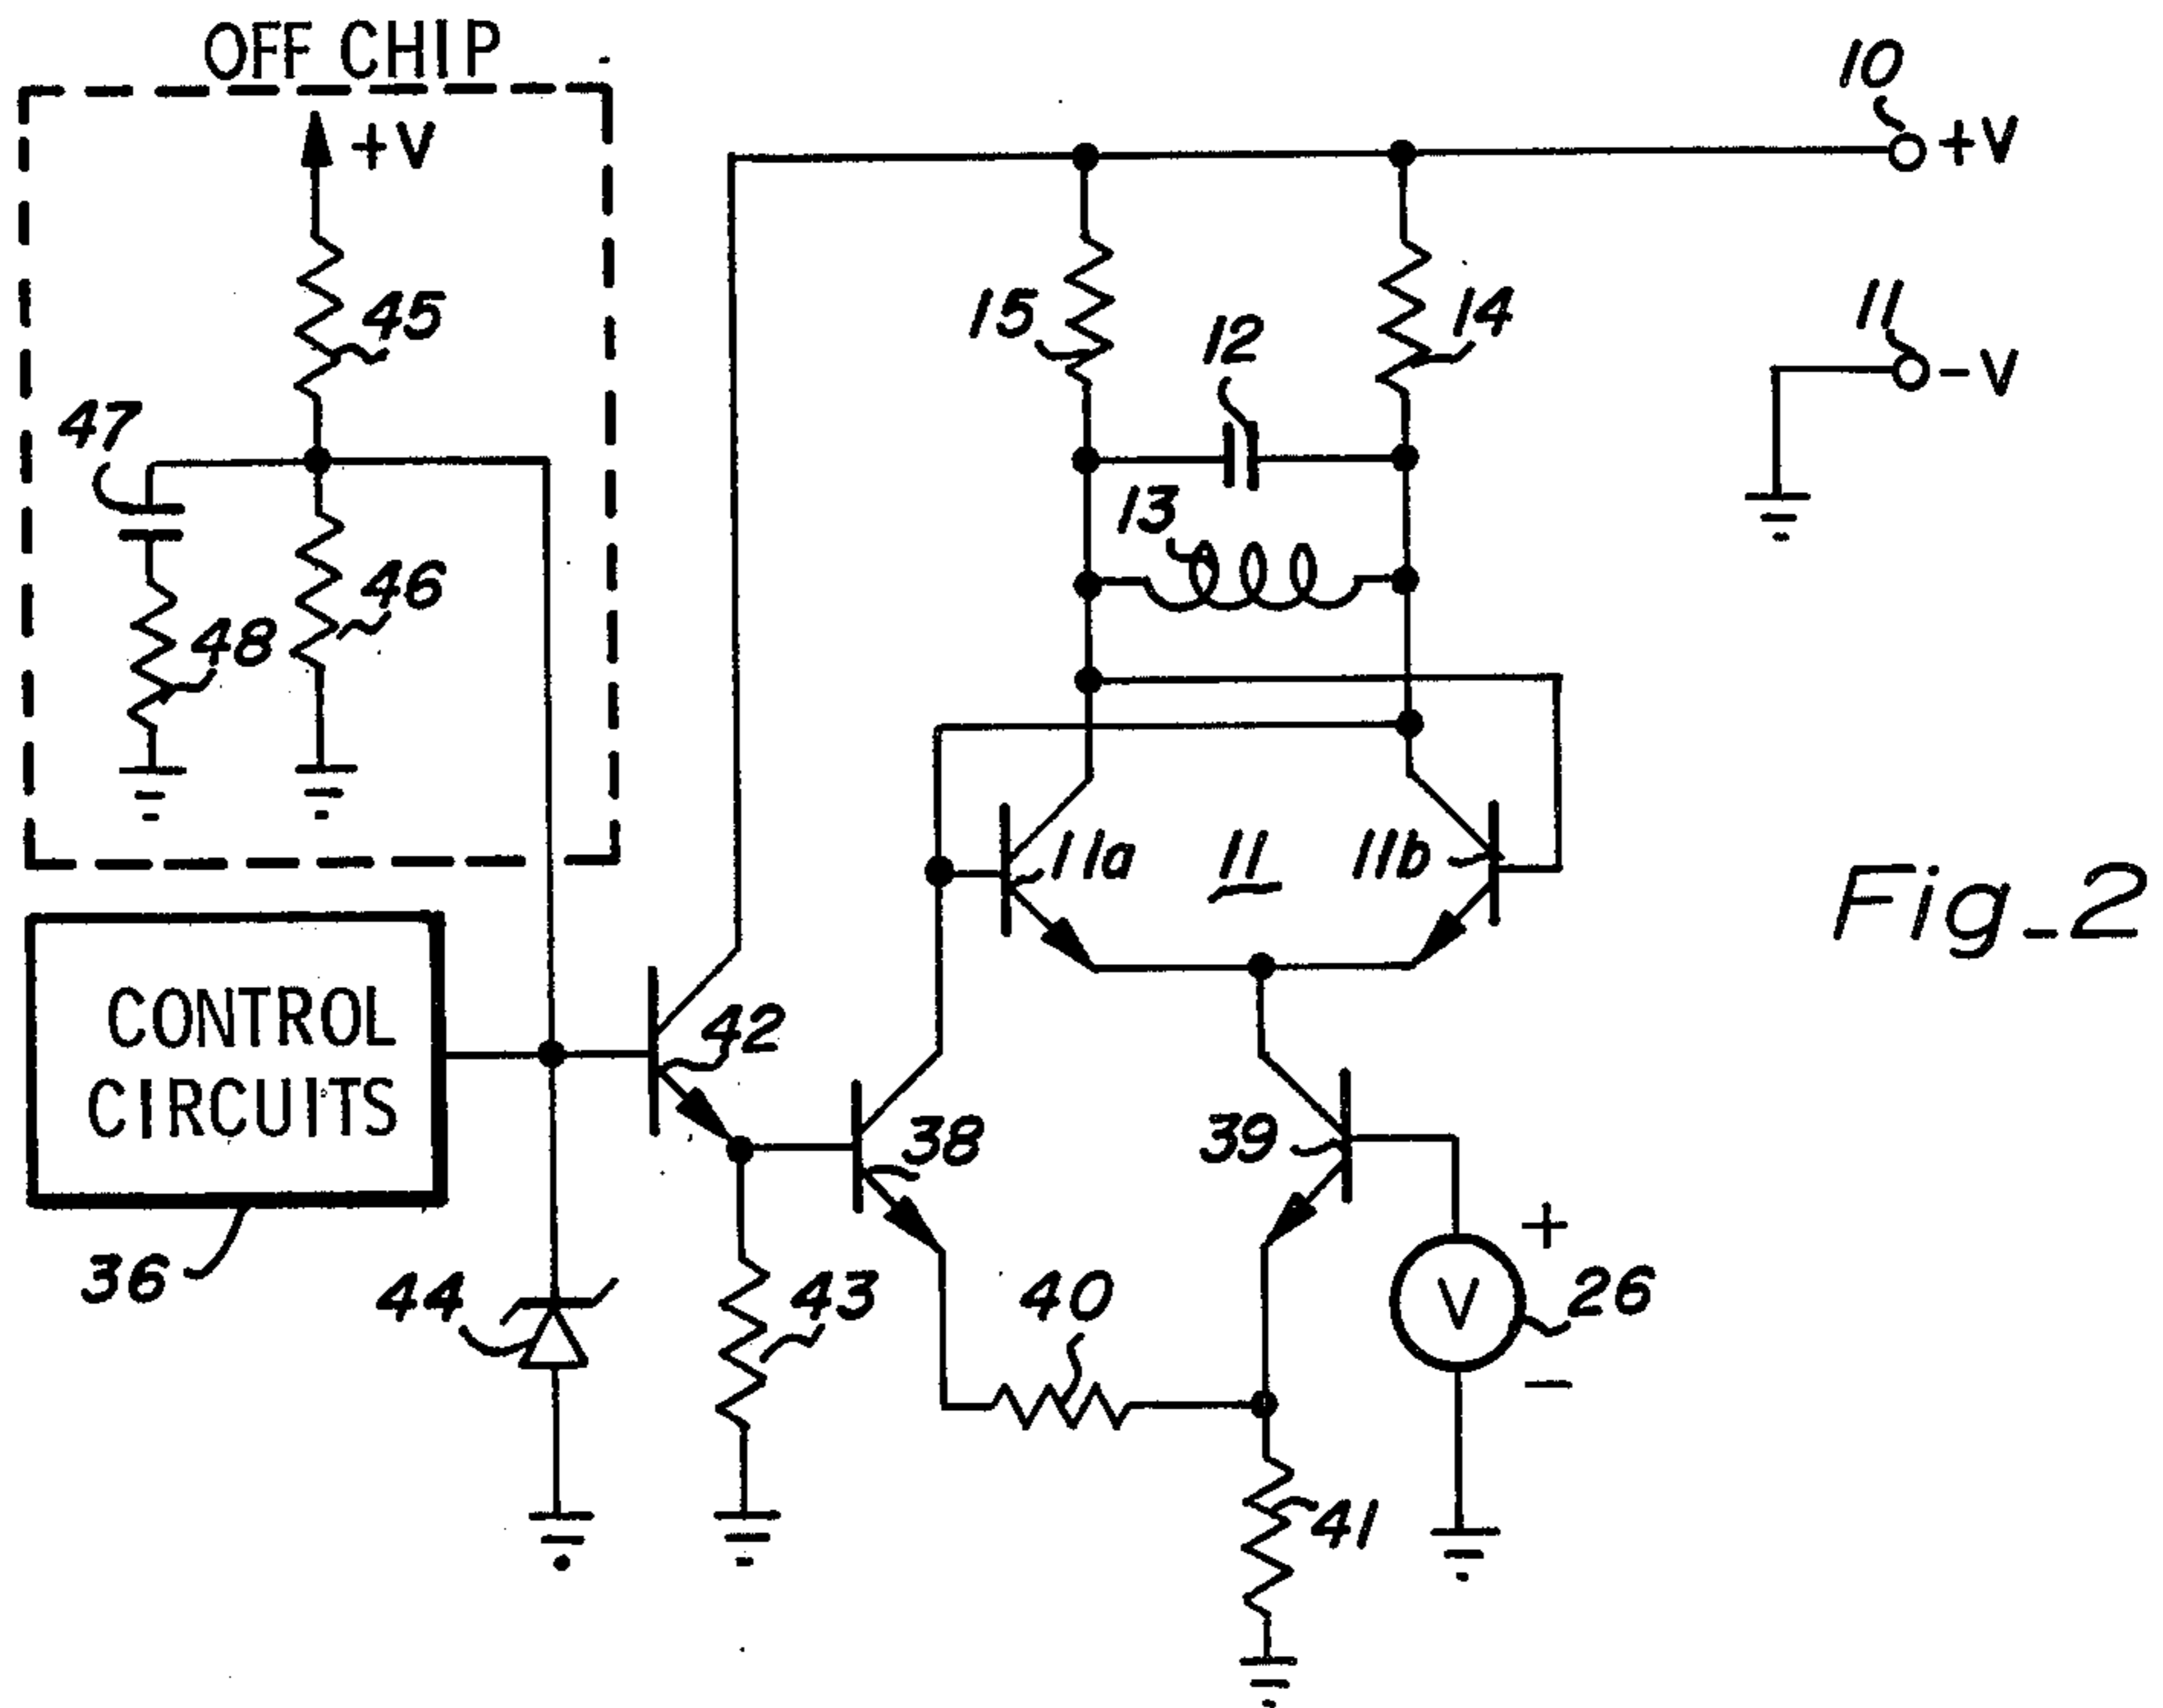 OFF CHIP
10
+V
+V
11
-V
45
15
12
14
47
13
46
48
11a
11
11b
Fig_2
CONTROL
CIRCUITS
42
38
39
36
44
43
40
+
V
26
-
41